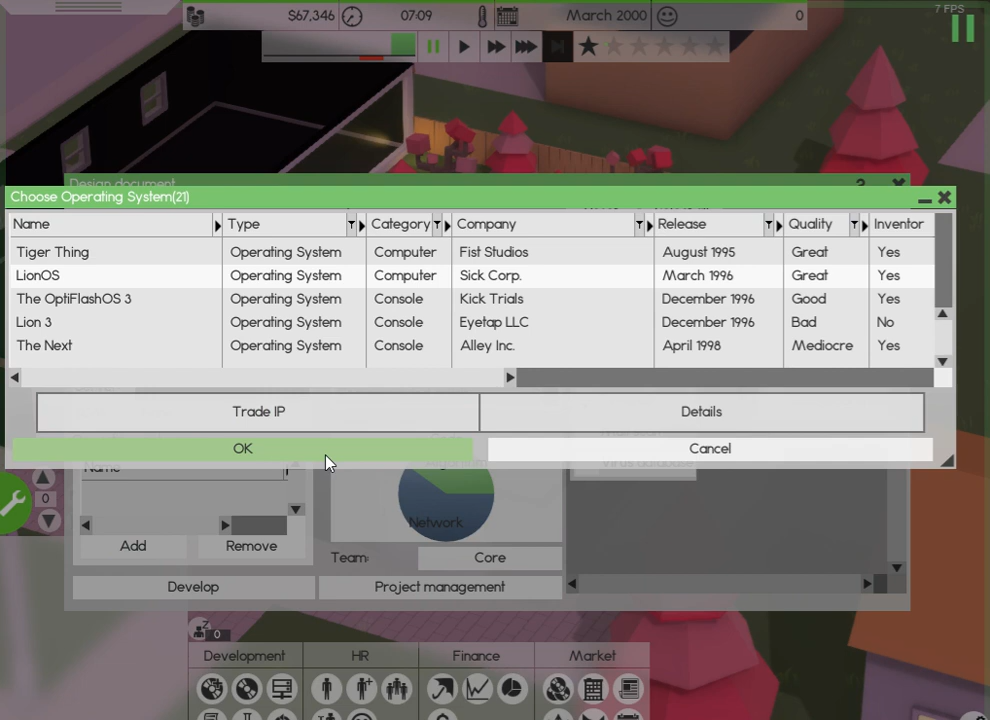 7 FPS
$67,346 07:09 March 2000 0
Design document ?
Choose Operating System(21)
Name Type Category Company Release Quality Inventor
Tiger Thing Operating System Computer Fist Studios August 1995 Great Yes
LionOS Operating System Computer Sick Corp. March 1996 Great Yes
The OptiFlashOS 3 Operating System Console Kick Trials December 1996 Good Yes
Lion 3 Operating System Console Eyetap LLC December 1996 Bad No
The Next Operating System Console Alley Inc. April 1998 Mediocre Yes
Trade IP Details
OK Cancel
Name
Virus database
0
Network
Add Remove Team: Core
Develop Project management
Z
0
Development HR Finance Market